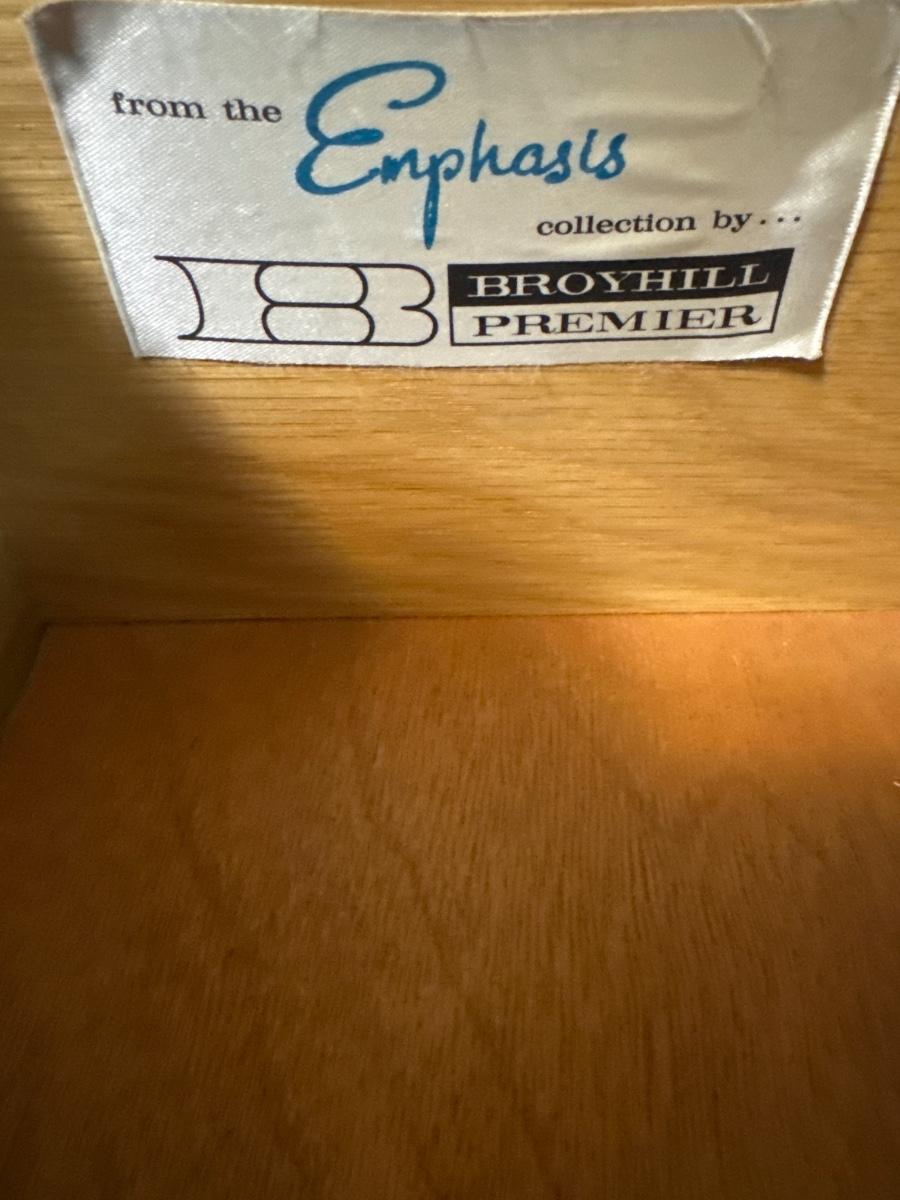 from the Emphasis
collection by...
B BROYHILL
PREMIER